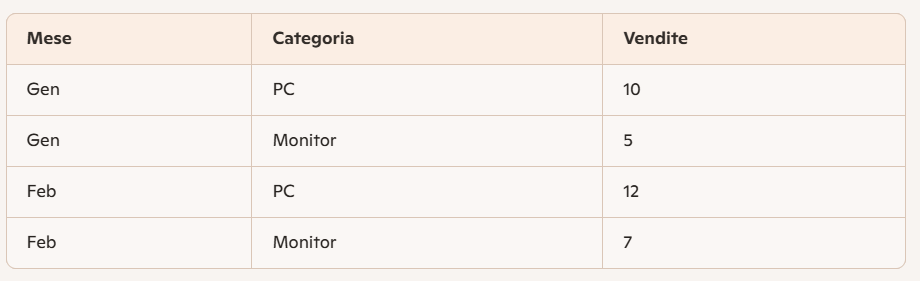 Mese Categoria Vendite
Gen PC 10
Gen Monitor 5
Feb PC 12
Feb Monitor 7